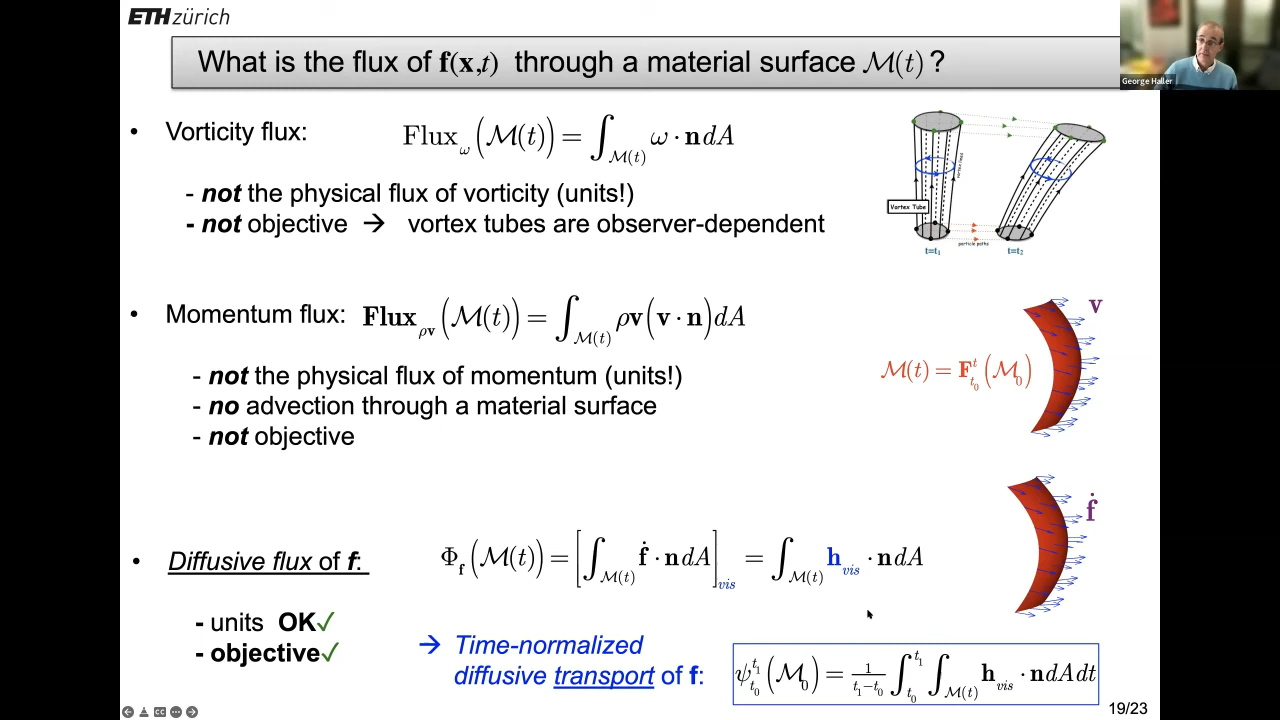 ETH zürich
What is the flux of f(x,t) through a material surface ℳ(t) ?
George Haller
• Vorticity flux: Flux_ω(ℳ(t)) = ∫_ℳ(t) ω · n dA
- not the physical flux of vorticity (units!)
- not objective → vortex tubes are observer-dependent
Vortex Tube
particle paths
t=t₁ t=t₂
• Momentum flux: Flux_ρv(ℳ(t)) = ∫_ℳ(t) ρv(v · n)dA
- not the physical flux of momentum (units!)
- no advection through a material surface
- not objective
v
ℳ(t) = F_t₀^t(ℳ₀)
• Diffusive flux of f: Φ_f(ℳ(t)) = [∫_ℳ(t) ḟ · n dA]_vis = ∫_ℳ(t) h_vis · n dA
ḟ
- units OK✓
- objective✓
→ Time-normalized
diffusive transport of f:
ψ_t₀^t₁(ℳ₀) = 1/(t₁−t₀) ∫_t₀^t₁ ∫_ℳ(t) h_vis · n dA dt
CC
19/23